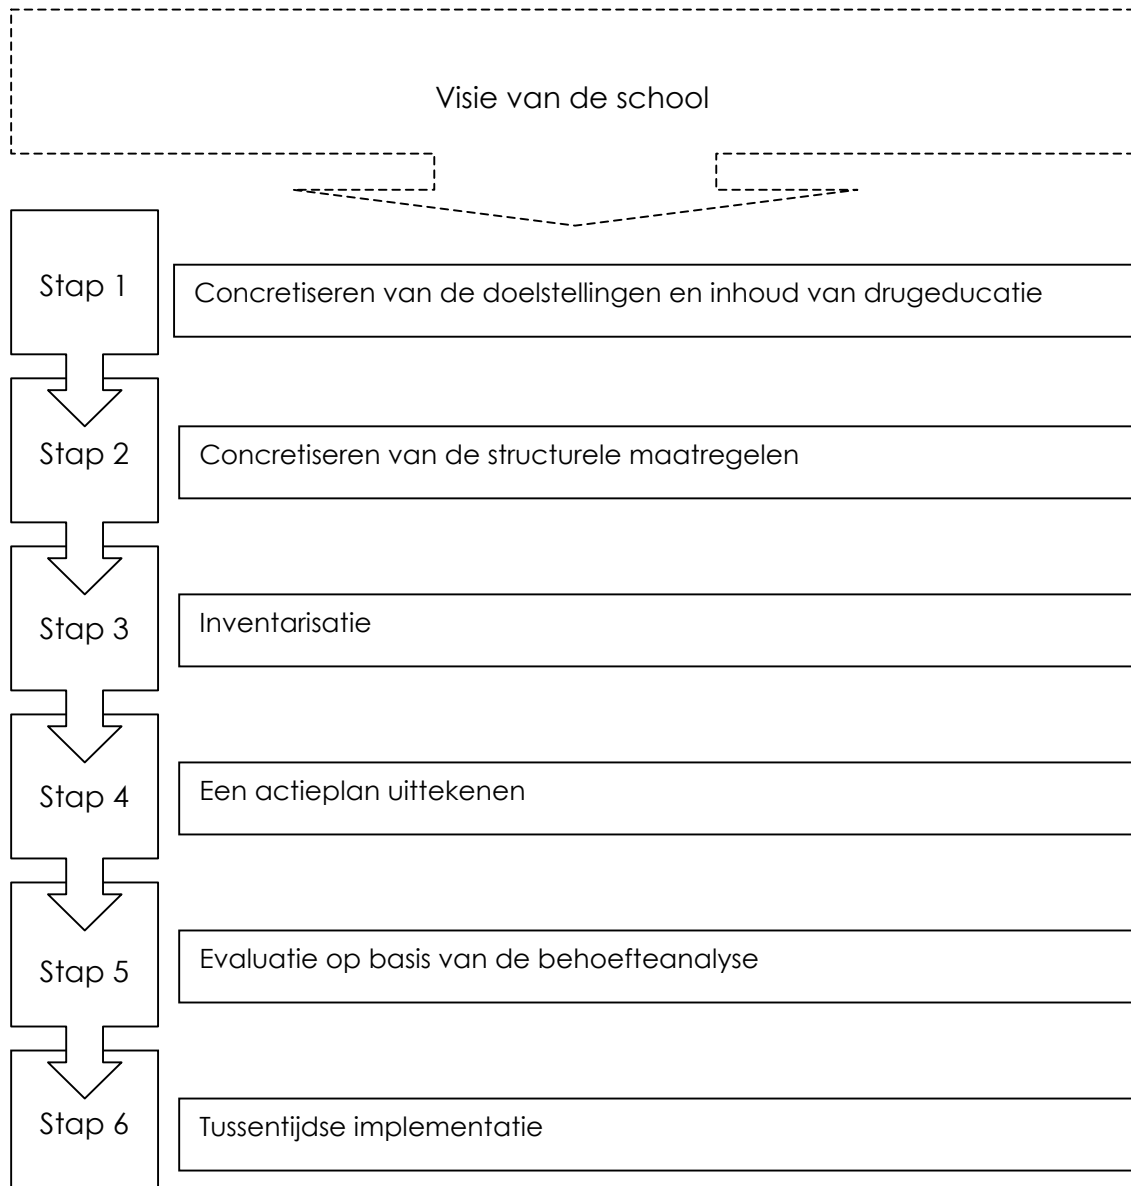 Visie van de school
Stap 1
Concretiseren van de doelstellingen en inhoud van drugeducatie
Stap 2
Concretiseren van de structurele maatregelen
Stap 3
Inventarisatie
Stap 4
Een actieplan uittekenen
Stap 5
Evaluatie op basis van de behoefteanalyse
Stap 6
Tussentijdse implementatie